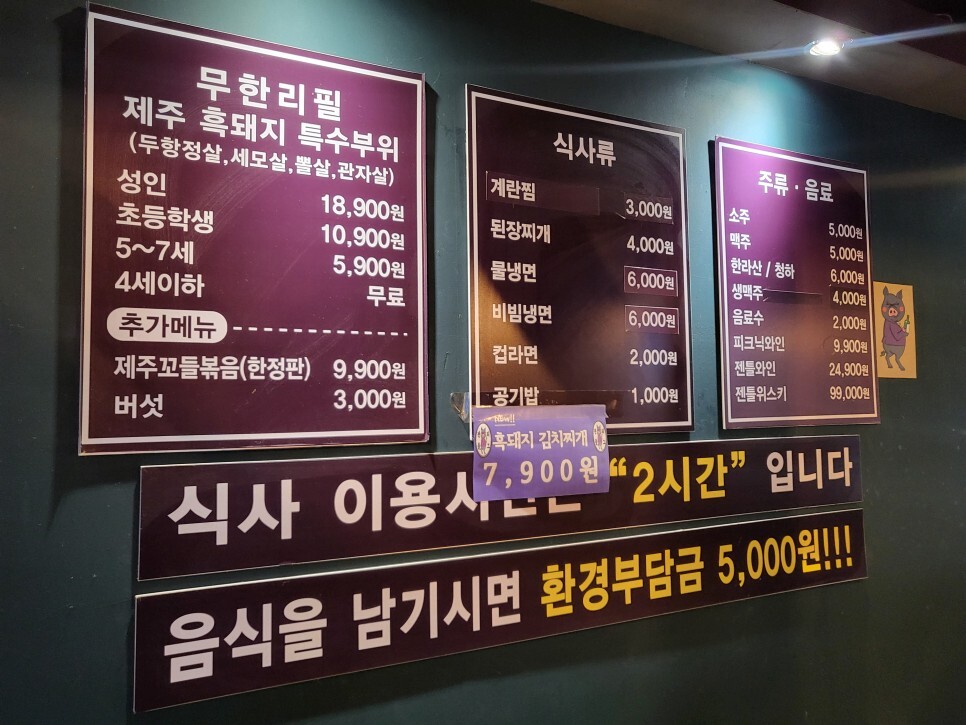 무한리필
제주 흑돼지 특수부위
(두항정살,세모살,뽈살,관자살)
성인 18,900원
초등학생 10,900원
5~7세 5,900원
4세이하 무료
추가메뉴
제주꼬들볶음(한정판) 9,900원
버섯 3,000원
식사류
계란찜 3,000원
된장찌개 4,000원
물냉면 6,000원
비빔냉면 6,000원
컵라면 2,000원
공기밥 1,000원
New!!
흑돼지 김치찌개
7,900원
주류·음료
소주 5,000원
맥주 5,000원
한라산 / 청하 6,000원
생맥주 4,000원
음료수 2,000원
피크닉와인 9,900원
젠틀와인 24,900원
젠틀위스키 99,000원
식사 이용 “2시간” 입니다
음식을 남기시면 환경부담금 5,000원!!!